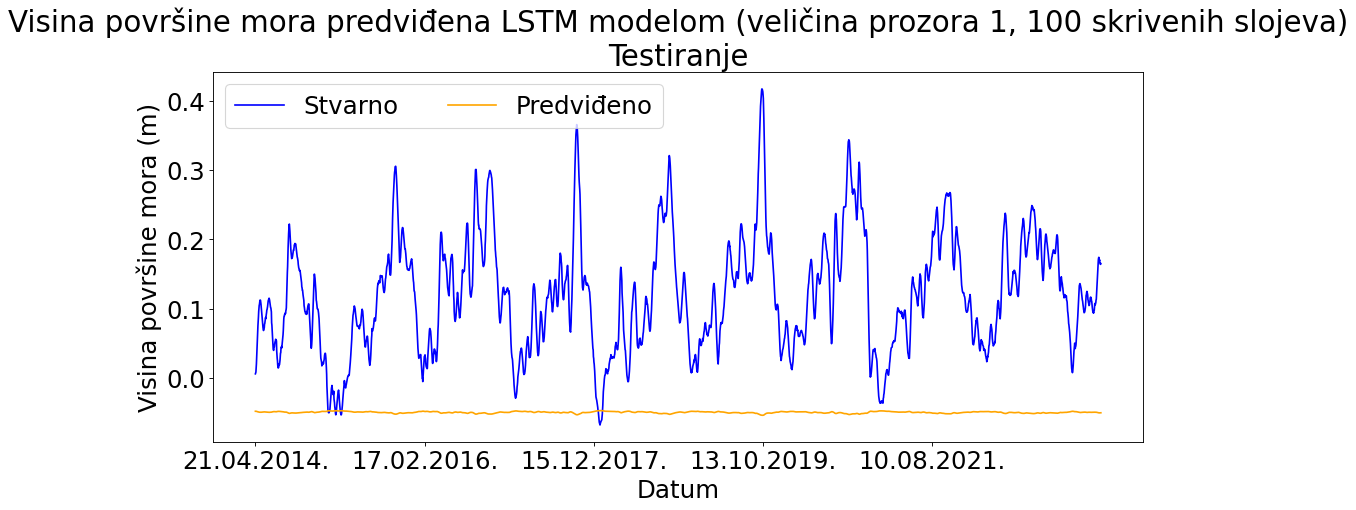 Visina površine mora predviđena LSTM modelom (veličina prozora 1, 100 skrivenih slojeva)
Testiranje
Stvarno Predviđeno
Visina površine mora (m)
0.4
0.3
0.2
0.1
0.0
21.04.2014. 17.02.2016. 15.12.2017. 13.10.2019. 10.08.2021.
Datum